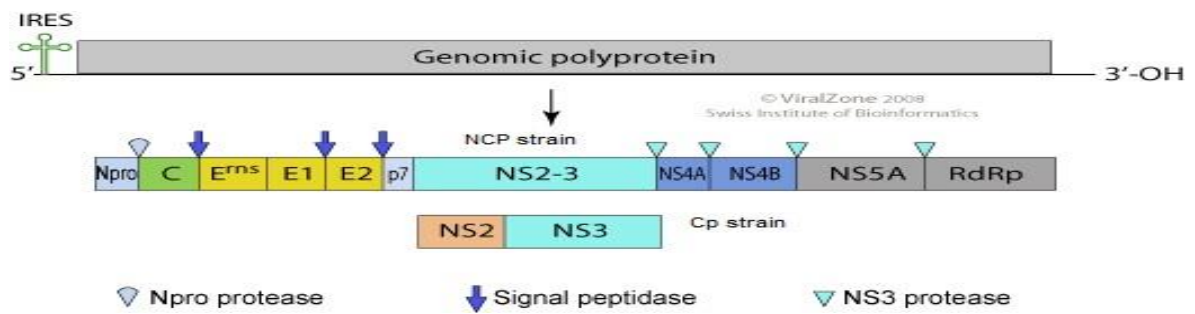 IRES
Genomic polyprotein
5' 3'-OH
© ViralZone 2008
Swiss Institute of Bioinformatics
NCP strain
Npro C Erns E1 E2 p7 NS2-3 NS4A NS4B NS5A RdRp
NS2 NS3 Cp strain
Npro protease Signal peptidase NS3 protease